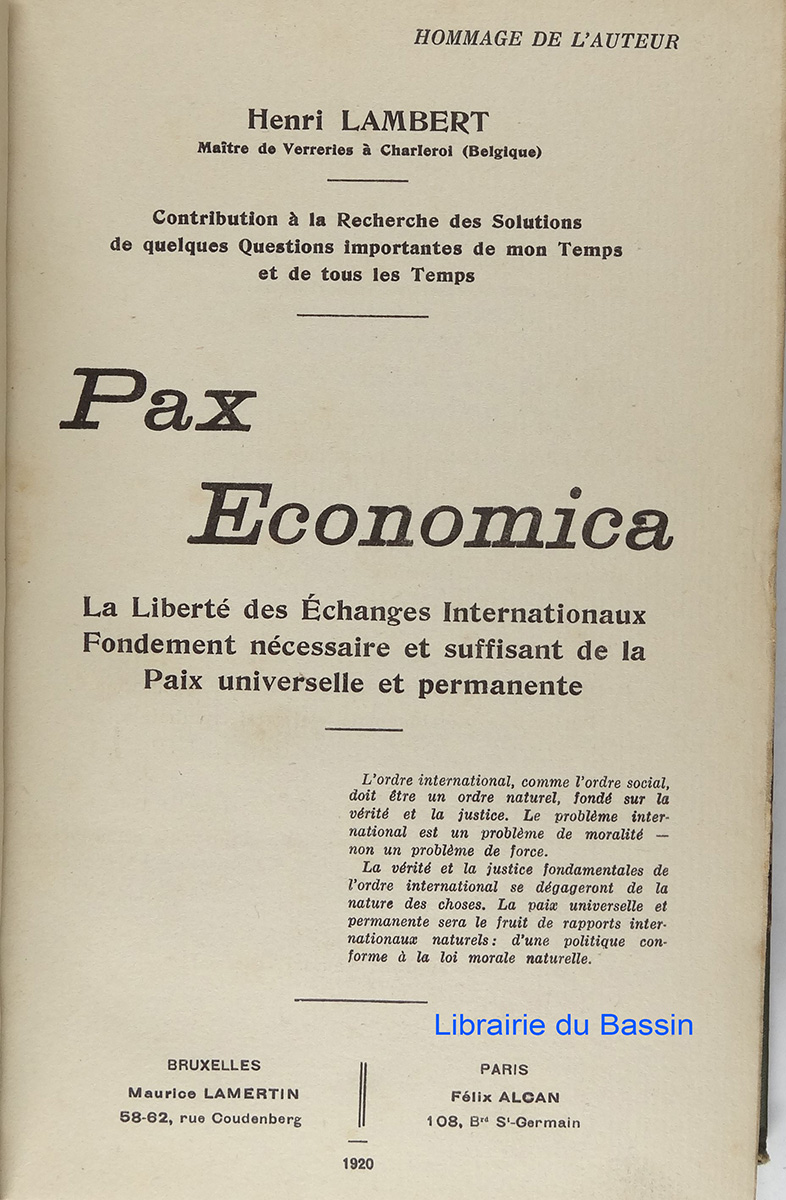 HOMMAGE DE L'AUTEUR
Henri LAMBERT
Maître de Verreries à Charleroi (Belgique)
Contribution à la Recherche des Solutions
de quelques Questions importantes de mon Temps
et de tous les Temps
Pax
Economica
La Liberté des Échanges Internationaux
Fondement nécessaire et suffisant de la
Paix universelle et permanente
L'ordre international, comme l'ordre social,
doit être un ordre naturel, fondé sur la
vérité et la justice. Le problème inter-
national est un problème de moralité —
non un problème de force.
La vérité et la justice fondamentales de
l'ordre international se dégageront de la
nature des choses. La paix universelle et
permanente sera le fruit de rapports inter-
nationaux naturels: d'une politique con-
forme à la loi morale naturelle.
Librairie du Bassin
BRUXELLES
Maurice LAMERTIN
58-62, rue Coudenberg
PARIS
Félix ALCAN
108, Brd St-Germain
1920